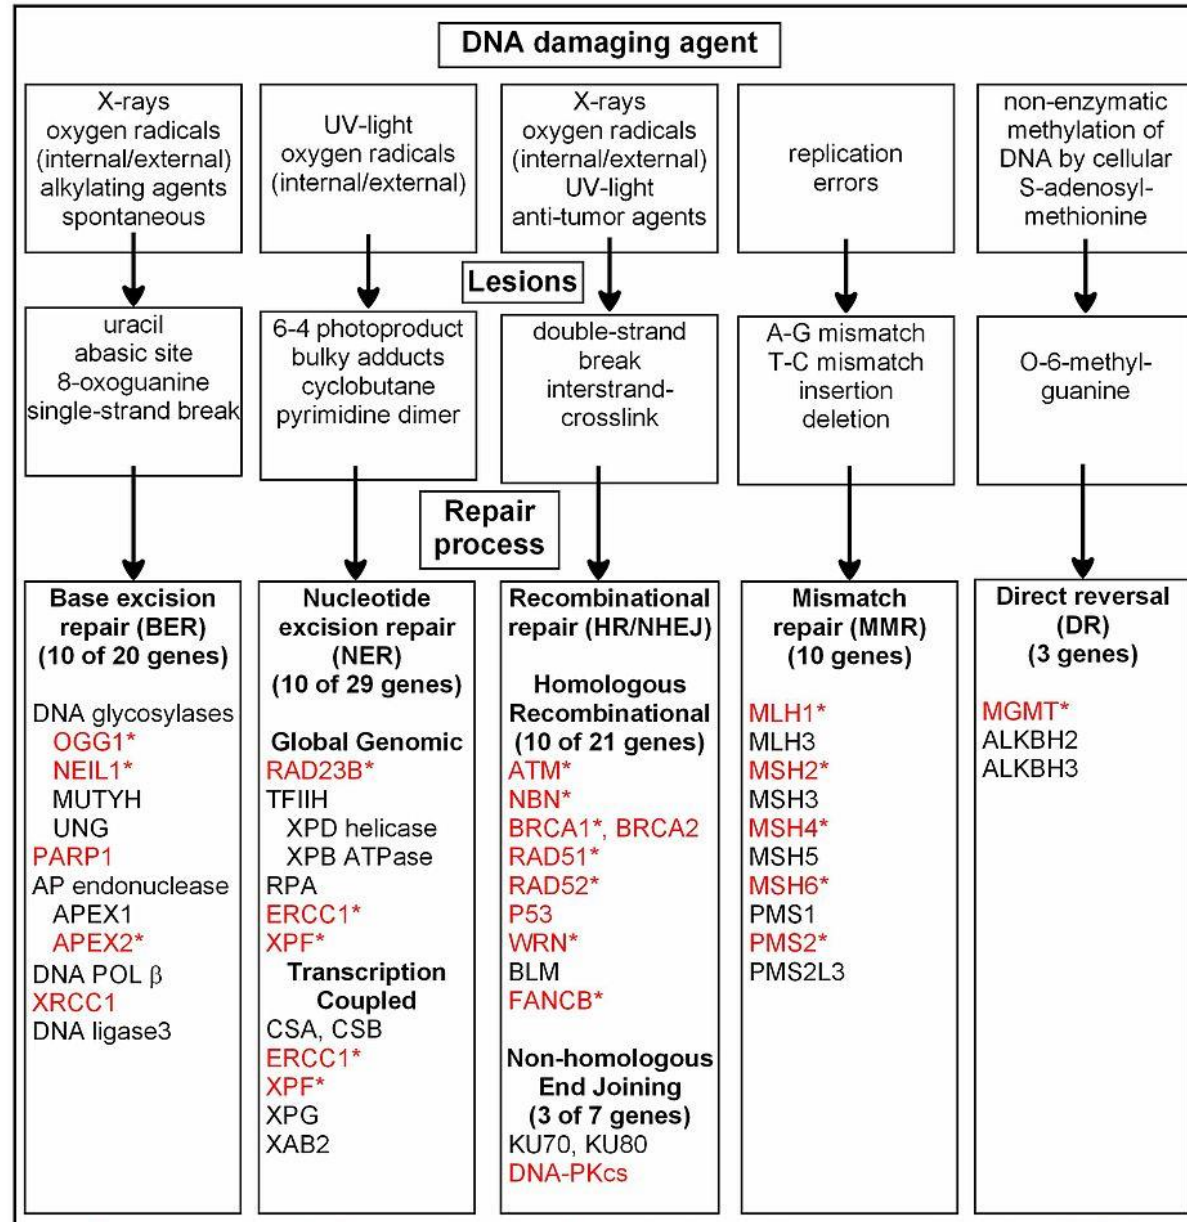 DNA damaging agent
X-rays
oxygen radicals
(internal/external)
alkylating agents
spontaneous
UV-light
oxygen radicals
(internal/external)
X-rays
oxygen radicals
(internal/external)
UV-light
anti-tumor agents
replication
errors
non-enzymatic
methylation of
DNA by cellular
S-adenosyl-
methionine
Lesions
uracil
abasic site
8-oxoguanine
single-strand break
6-4 photoproduct
bulky adducts
cyclobutane
pyrimidine dimer
double-strand
break
interstrand-
crosslink
A-G mismatch
T-C mismatch
insertion
deletion
O-6-methyl-
guanine
Repair
process
Base excision
repair (BER)
(10 of 20 genes)
DNA glycosylases
OGG1*
NEIL1*
MUTYH
UNG
PARP1
AP endonuclease
APEX1
APEX2*
DNA POL β
XRCC1
DNA ligase3
Nucleotide
excision repair
(NER)
(10 of 29 genes)
Global Genomic
RAD23B*
TFIIH
XPD helicase
XPB ATPase
RPA
ERCC1*
XPF*
Transcription
Coupled
CSA, CSB
ERCC1*
XPF*
XPG
XAB2
Recombinational
repair (HR/NHEJ)
Homologous
Recombinational
(10 of 21 genes)
ATM*
NBN*
BRCA1*, BRCA2
RAD51*
RAD52*
P53
WRN*
BLM
FANCB*
Non-homologous
End Joining
(3 of 7 genes)
KU70, KU80
DNA-PKcs
Mismatch
repair (MMR)
(10 genes)
MLH1*
MLH3
MSH2*
MSH3
MSH4*
MSH5
MSH6*
PMS1
PMS2*
PMS2L3
Direct reversal
(DR)
(3 genes)
MGMT*
ALKBH2
ALKBH3